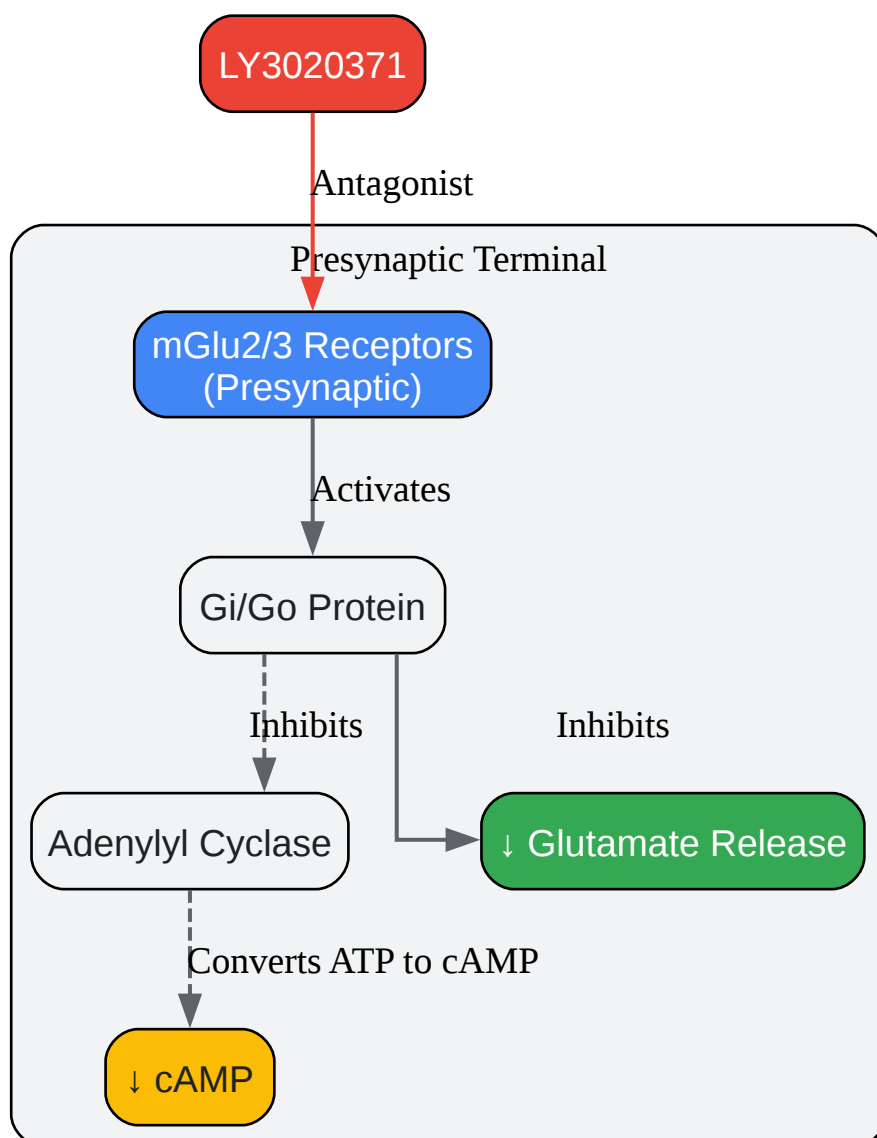 LY3020371
Antagonist
Presynaptic Terminal
mGlu2/3 Receptors
(Presynaptic)
Activates
Gi/Go Protein
Inhibits
Inhibits
Adenylyl Cyclase
↓ Glutamate Release
Converts ATP to cAMP
↓ cAMP